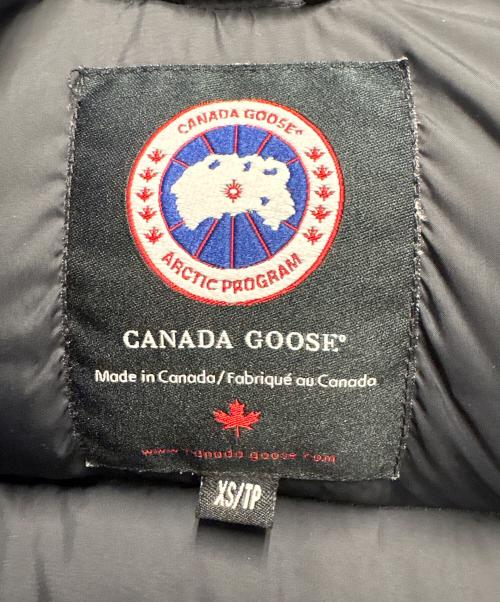 CANADA GOOSE®
ARCTIC PROGRAM
CANADA GOOSE®
Made in Canada/Fabriqué au Canada
www.canada goose.com
XS/TP